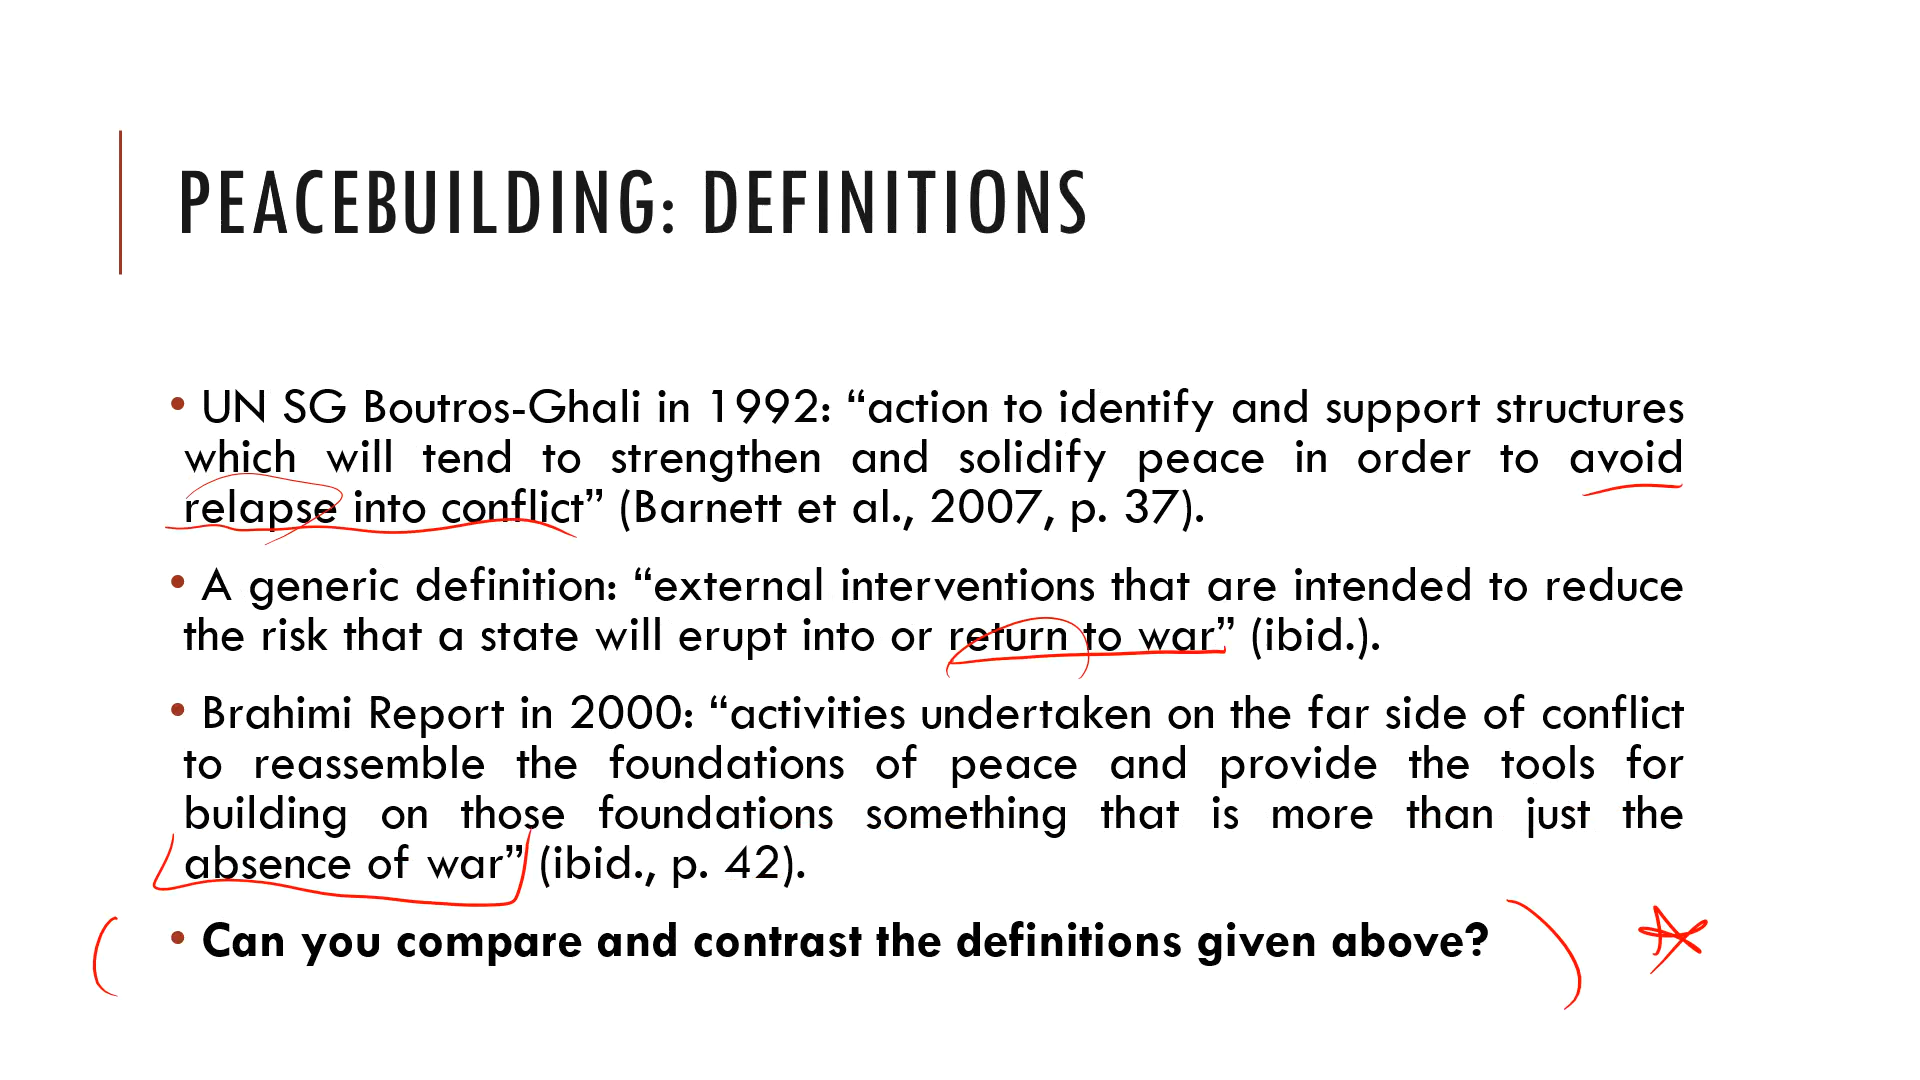 PEACEBUILDING: DEFINITIONS
• UN SG Boutros-Ghali in 1992: “action to identify and support structures
which will tend to strengthen and solidify peace in order to avoid
relapse into conflict” (Barnett et al., 2007, p. 37).
• A generic definition: “external interventions that are intended to reduce
the risk that a state will erupt into or return to war” (ibid.).
• Brahimi Report in 2000: “activities undertaken on the far side of conflict
to reassemble the foundations of peace and provide the tools for
building on those foundations something that is more than just the
absence of war” (ibid., p. 42).
• Can you compare and contrast the definitions given above?